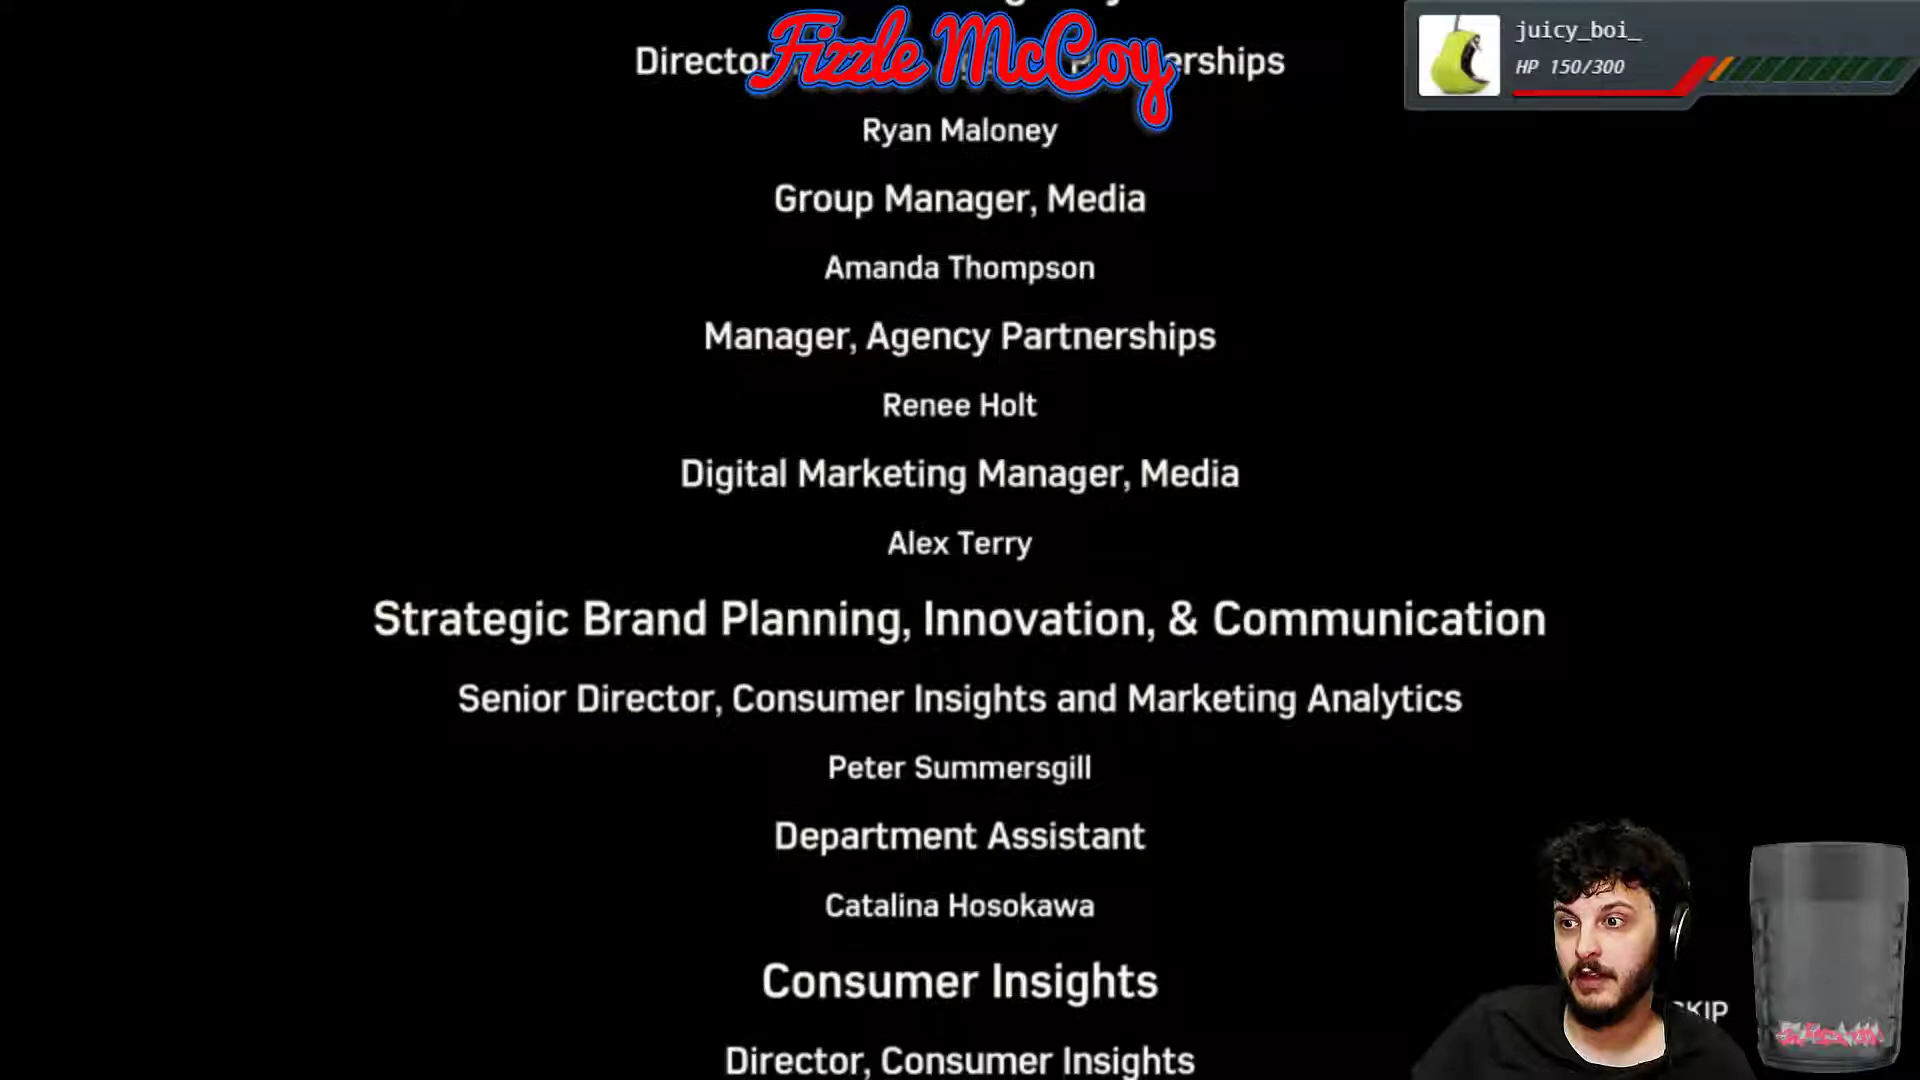 Fizzle McCoy
Director erships
juicy_boi_
HP 150/300
Ryan Maloney
Group Manager, Media
Amanda Thompson
Manager, Agency Partnerships
Renee Holt
Digital Marketing Manager, Media
Alex Terry
Strategic Brand Planning, Innovation, & Communication
Senior Director, Consumer Insights and Marketing Analytics
Peter Summersgill
Department Assistant
Catalina Hosokawa
Consumer Insights
SKIP
Director, Consumer Insights